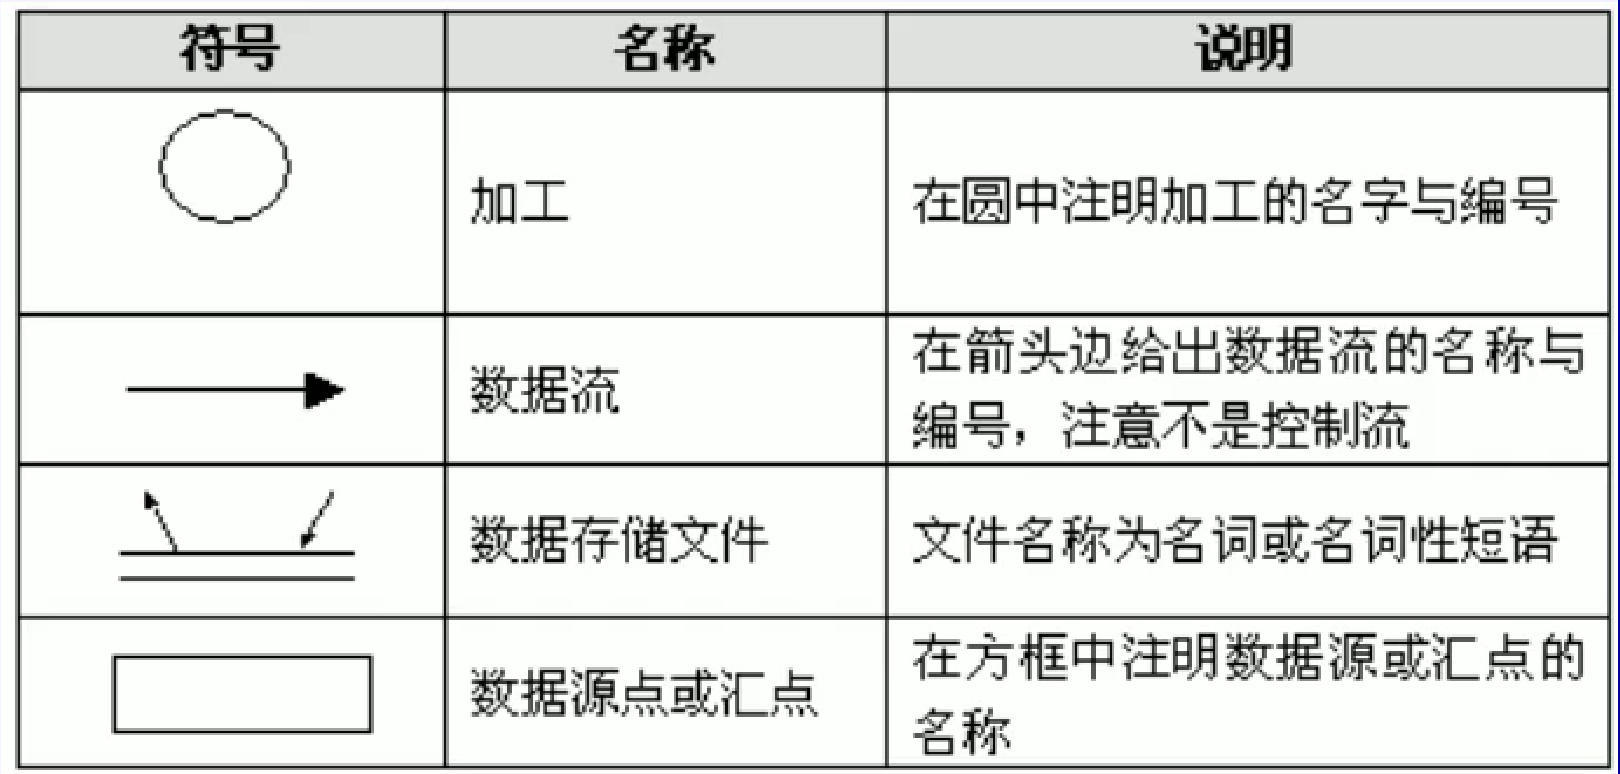 符号 名称 说明
加工 在圆中注明加工的名字与编号
数据流 在箭头边给出数据流的名称与
编号，注意不是控制流
数据存储文件 文件名称为名词或名词性短语
数据源点或汇点 在方框中注明数据源或汇点的
名称